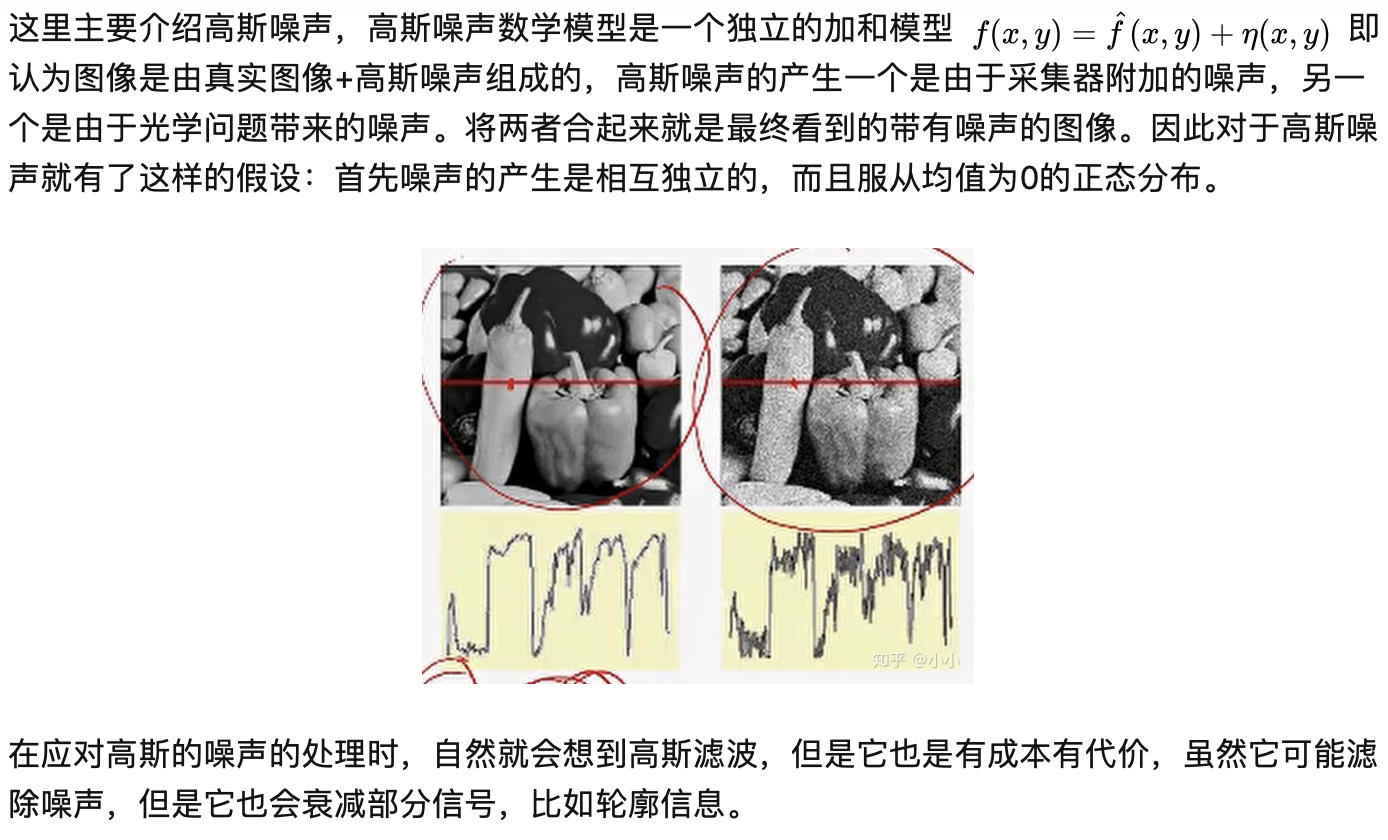 这里主要介绍高斯噪声，高斯噪声数学模型是一个独立的加和模型 f(x,y) = f̂(x,y) + η(x,y) 即
认为图像是由真实图像+高斯噪声组成的，高斯噪声的产生一个是由于采集器附加的噪声，另一
个是由于光学问题带来的噪声。将两者合起来就是最终看到的带有噪声的图像。因此对于高斯噪
声就有了这样的假设：首先噪声的产生是相互独立的，而且服从均值为0的正态分布。
知乎 @小小
在应对高斯的噪声的处理时，自然就会想到高斯滤波，但是它也是有成本有代价，虽然它可能滤
除噪声，但是它也会衰减部分信号，比如轮廓信息。